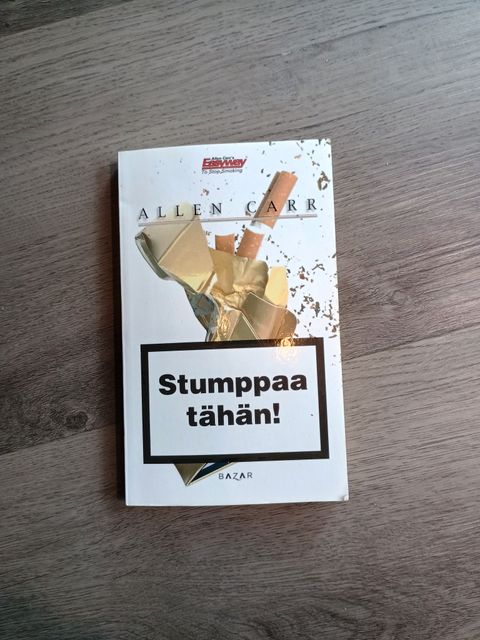 Allen Carr's
Easyway
To Stop Smoking
ALLEN CARR
Stumppaa
tähän!
BAZAR